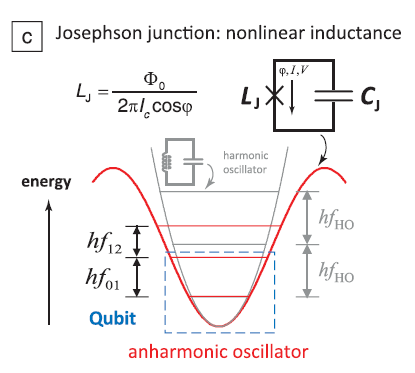 c Josephson junction: nonlinear inductance
L_J = Φ_0 / 2πI_c cosφ
φ, I, V
L_J
C_J
harmonic
oscillator
energy
hf_HO
hf_12
hf_HO
hf_01
Qubit
anharmonic oscillator